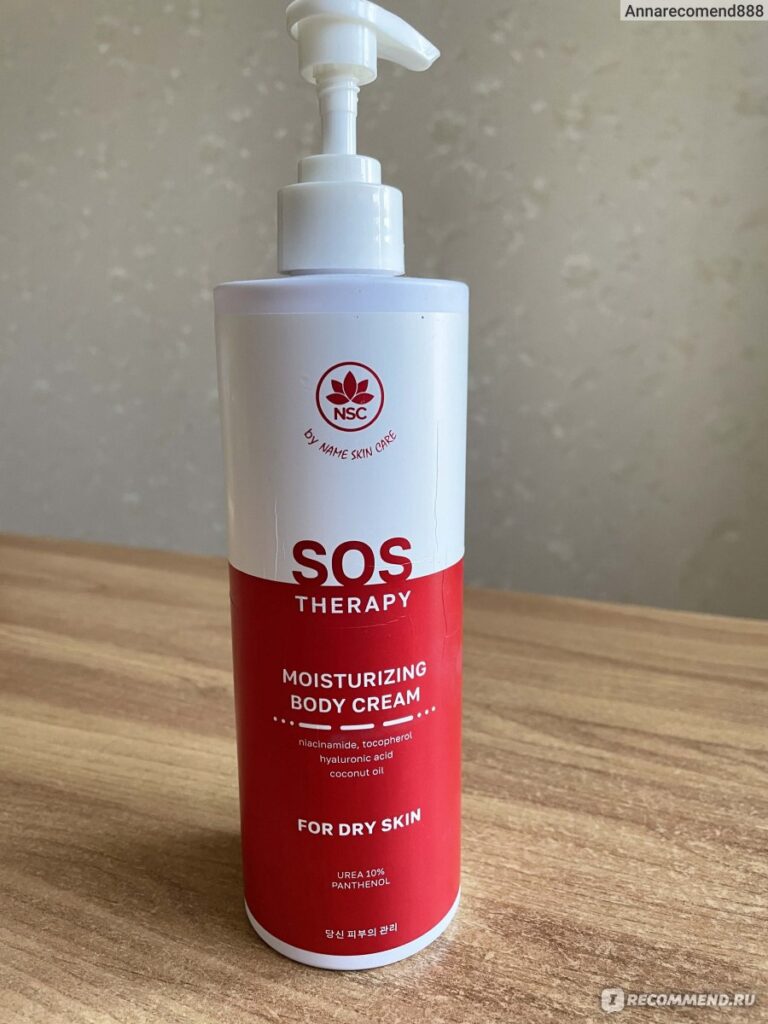 Annarecomend888
NSC
by NAME SKIN CARE
SOS
THERAPY
MOISTURIZING
BODY CREAM
niacinamide, tocopherol
hyaluronic acid
coconut oil
FOR DRY SKIN
UREA 10%
PANTHENOL
당신 피부의 관리
IRECOMMEND.RU